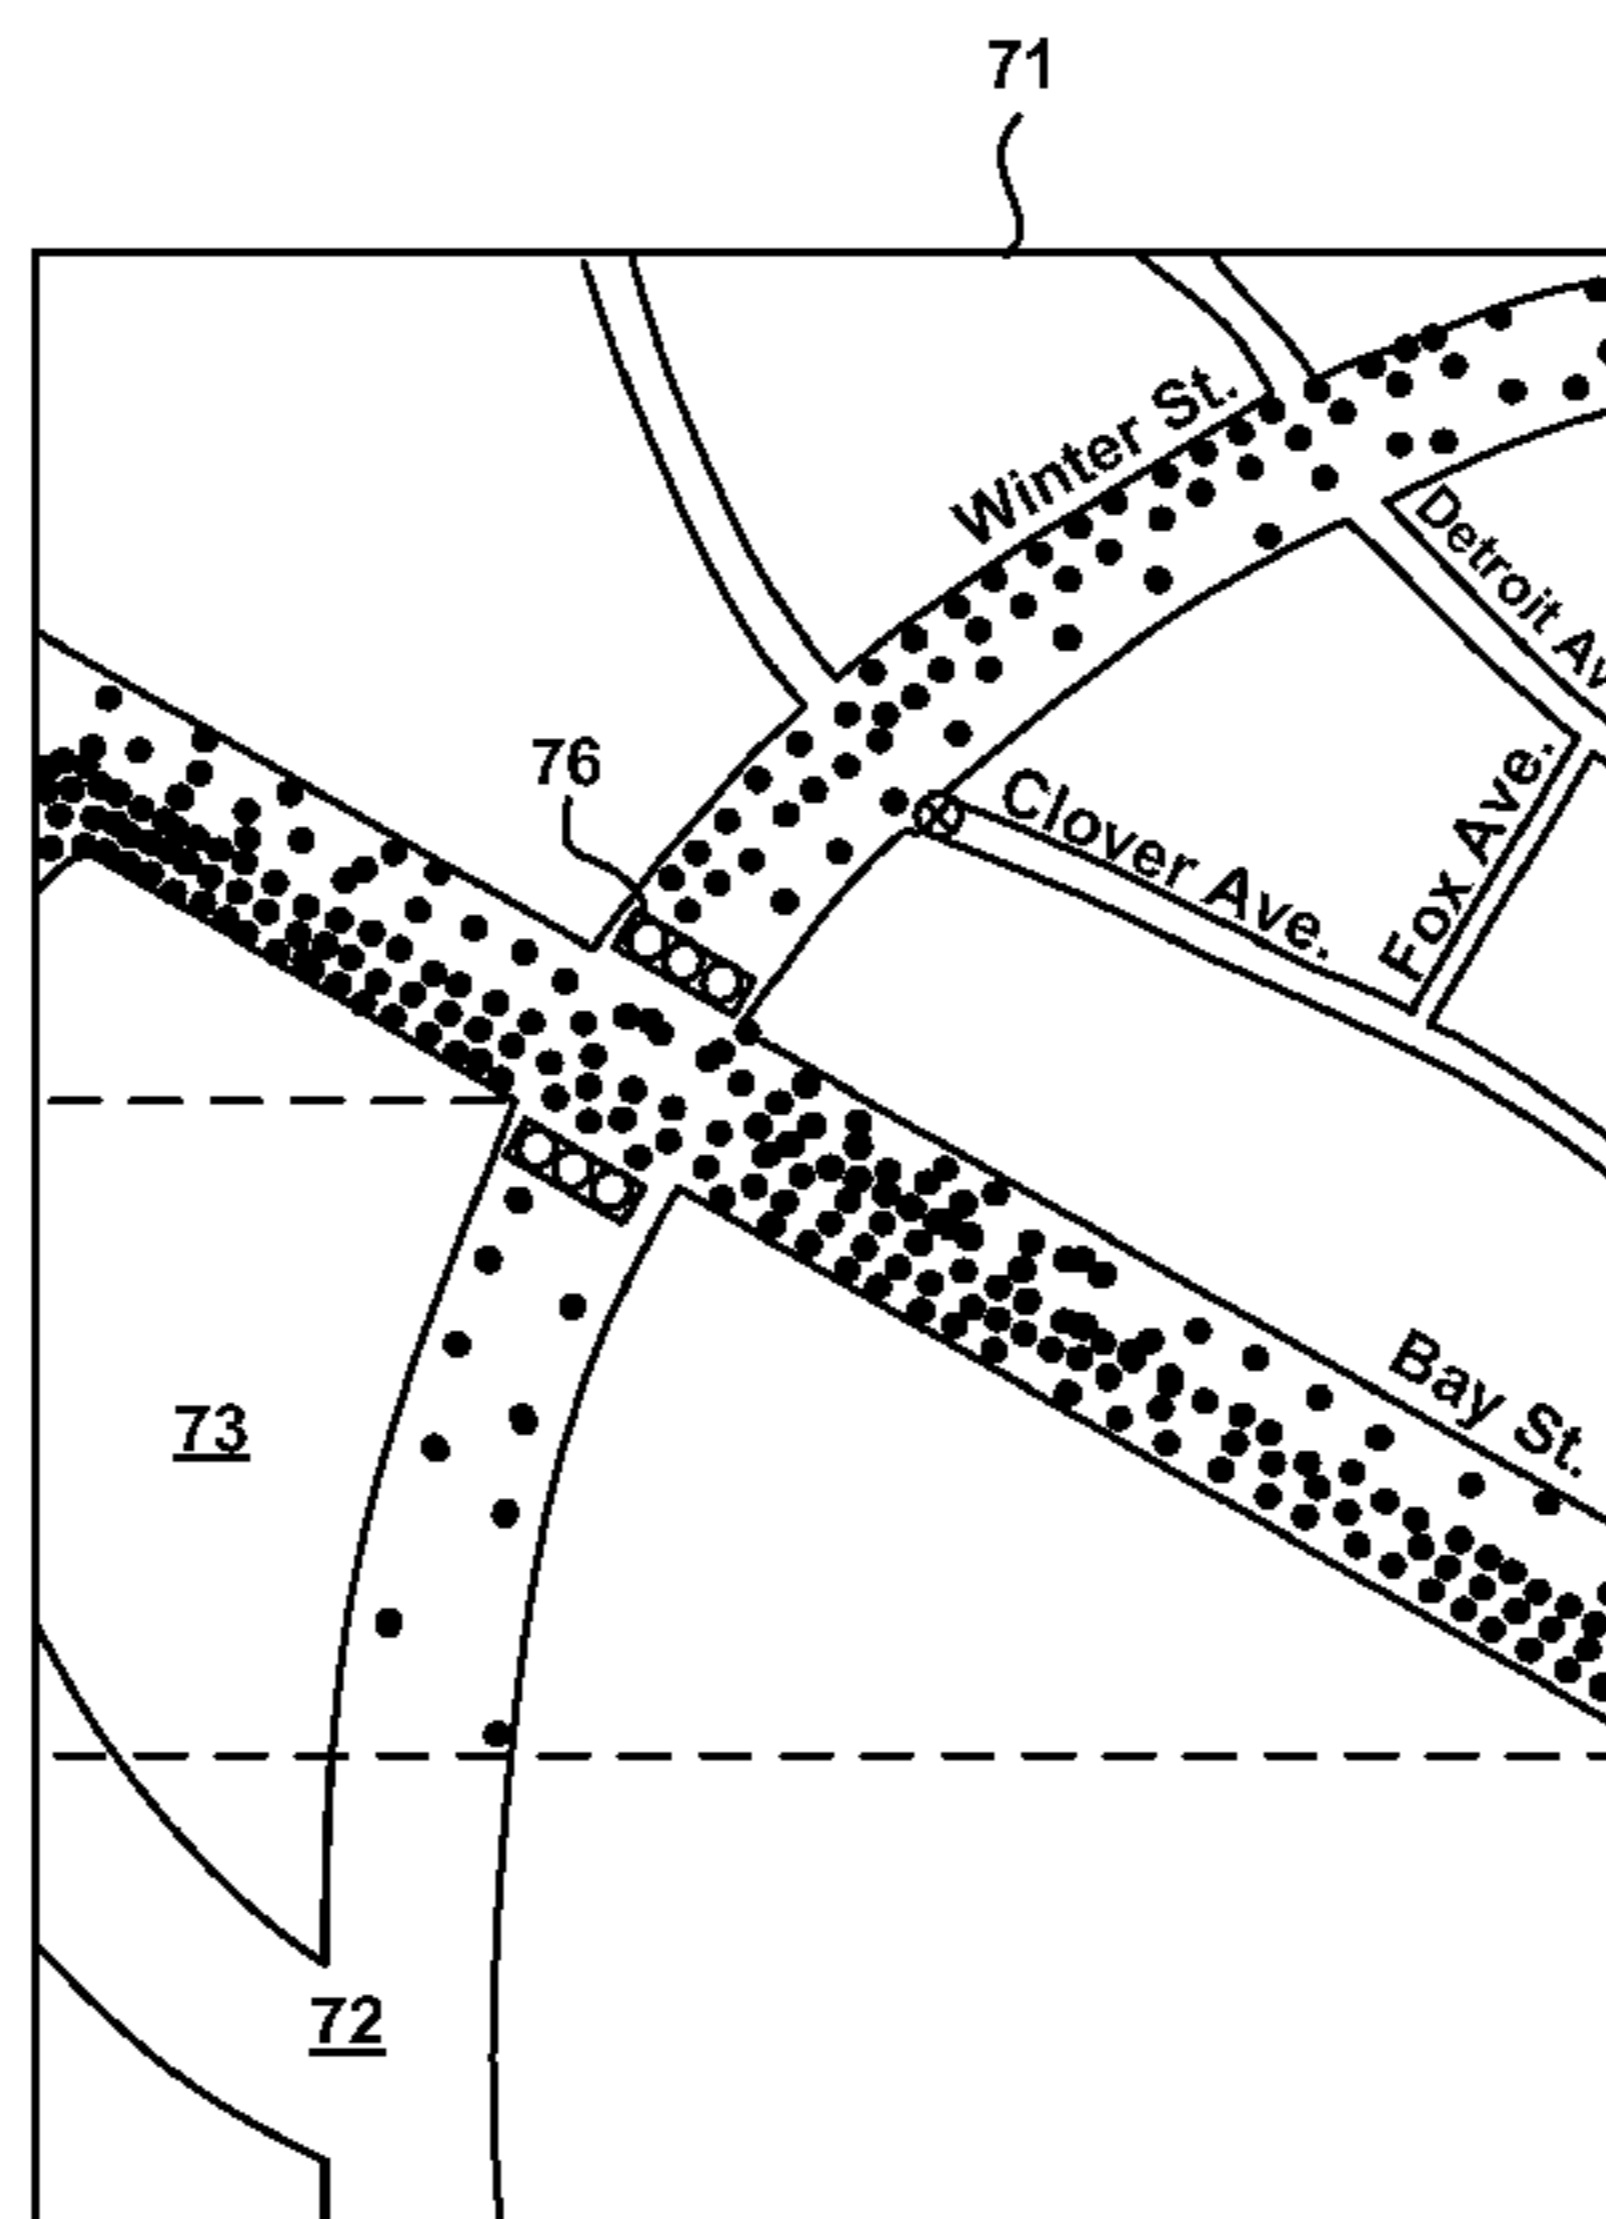 71
Winter St.
Detroit Av
76
Clover Ave.
Fox Ave.
Bay St.
73
72